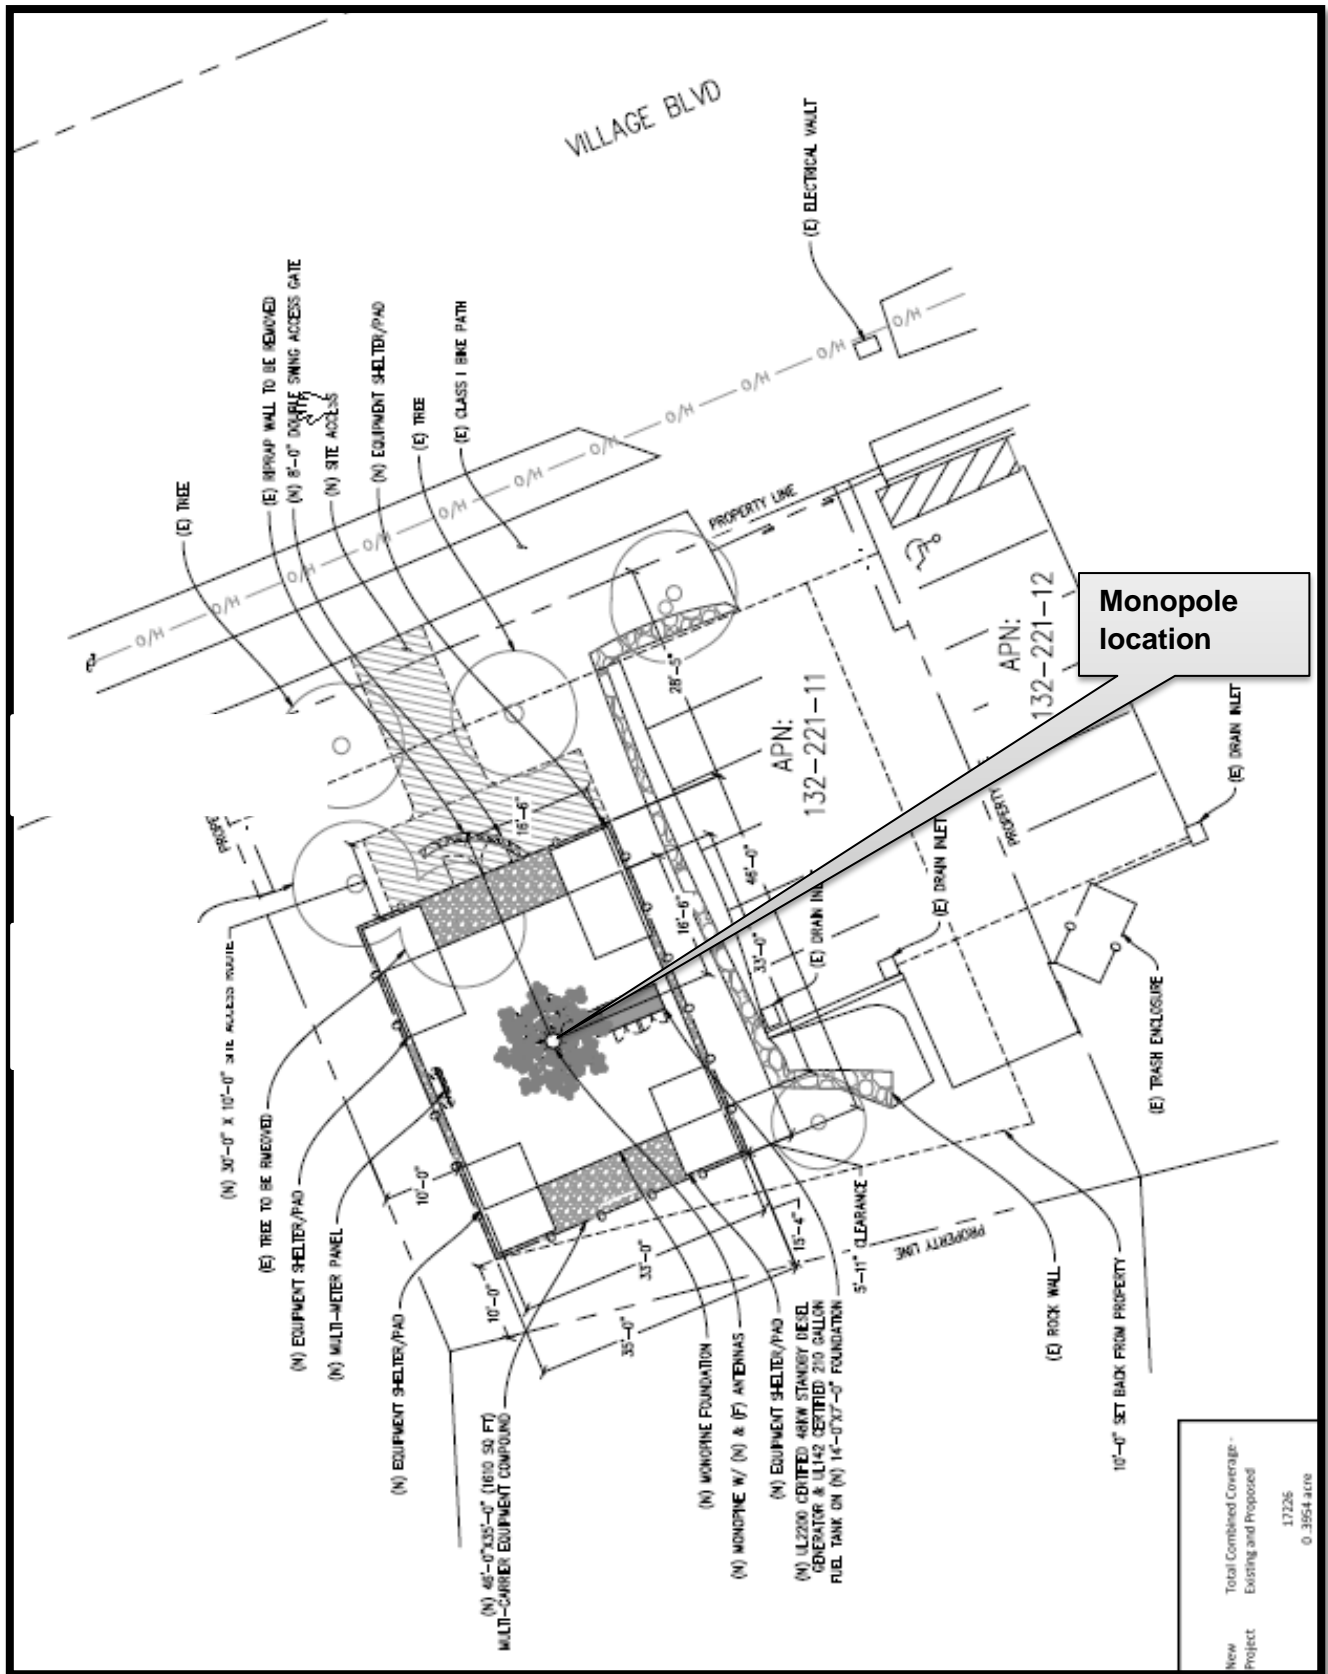 VILLAGE BLVD
(E) ELECTRICAL VAULT
(E) TREE
(E) RIPRAP WALL TO BE REMOVED
(N) 8'-0" DOUBLE SWING ACCESS GATE
(N) SITE ACCESS
(N) EQUIPMENT SHELTER/PAD
(E) TREE
(E) CLASS I BIKE PATH
O/H
O/H
O/H
O/H
O/H
O/H
O/H
O/H
O/H
O/H
O/H
PROPERTY LINE
28'-5"
APN:
132-221-11
APN:
132-221-12
Monopole
location
(E) DRAIN INLET
(E) DRAIN INLET
(E) DRAIN
PROPERTY
16'-6"
16'-6"
46'-0"
33'-0"
(N) 30'-0" X 10'-0" SITE ACCESS ROUTE
(E) TREE TO BE RMEOVED
(N) EQUIPMENT SHELTER/PAD
(N) MULTI-METER PANEL
(N) EQUIPMENT SHELTER/PAD
(N) 46'-0"X35'-0" (1610 SQ FT)
MULTI-CARRIER EQUIPMENT COMPOUND
10'-0"
10'-0"
33'-0"
35'-0"
15'-4"
5'-11" CLEARANCE
PROPERTY LINE
(N) MONOPINE FOUNDATION
(N) MONOPINE W/ (N) & (F) ANTENNAS
(N) EQUIPMENT SHELTER/PAD
(N) UL2200 CERTIFIED 48KW STANDBY DESEL
GENERATOR & UL142 CERTIFIED 210 GALLON
FUEL TANK ON (N) 14'-0"X7'-0" FOUNDATION
(E) TRASH ENCLOSURE
(E) ROCK WALL
10'-0" SET BACK FROM PROPERTY
New
Project
Total Combined Coverage -
Existing and Proposed
17226
0.3954 acre